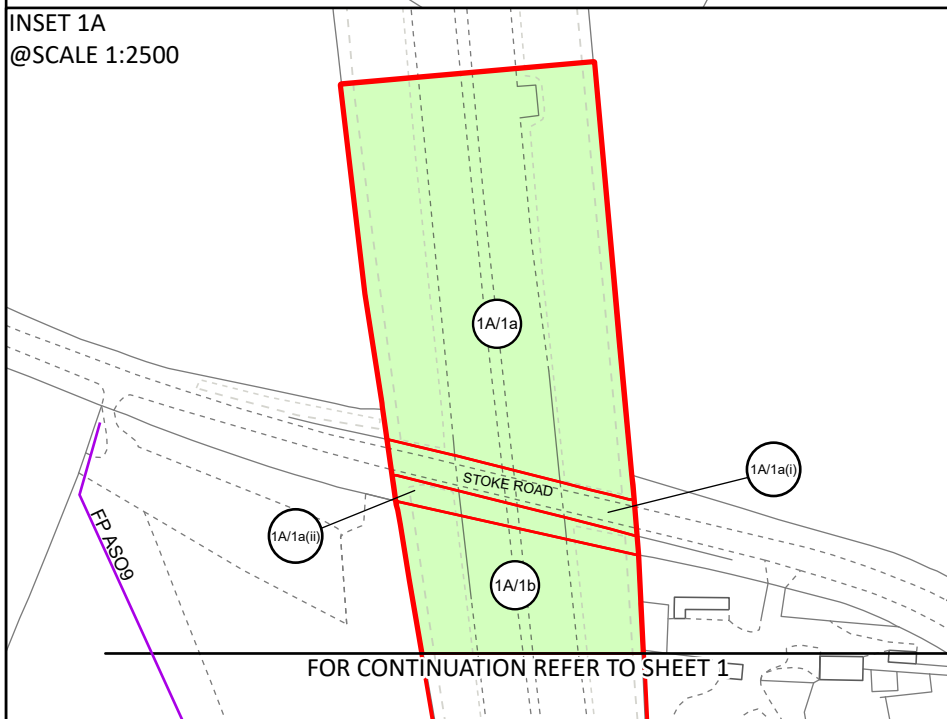 INSET 1A
@SCALE 1:2500
1A/1a
STOKE ROAD
1A/1a(i)
1A/1a(ii)
FP ASO9
1A/1b
FOR CONTINUATION REFER TO SHEET 1